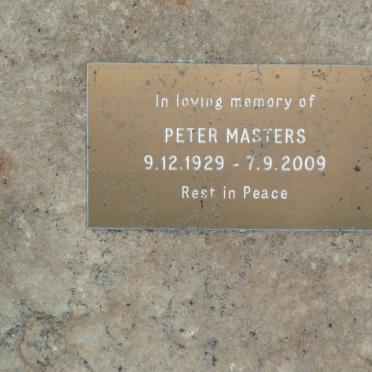 In loving memory of
PETER MASTERS
9.12.1929 - 7.9.2009
Rest in Peace